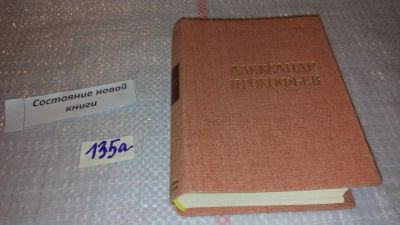 Состояние новой
книги
135а
АЛЕКСАНДР
ПРОКОФЬЕВ